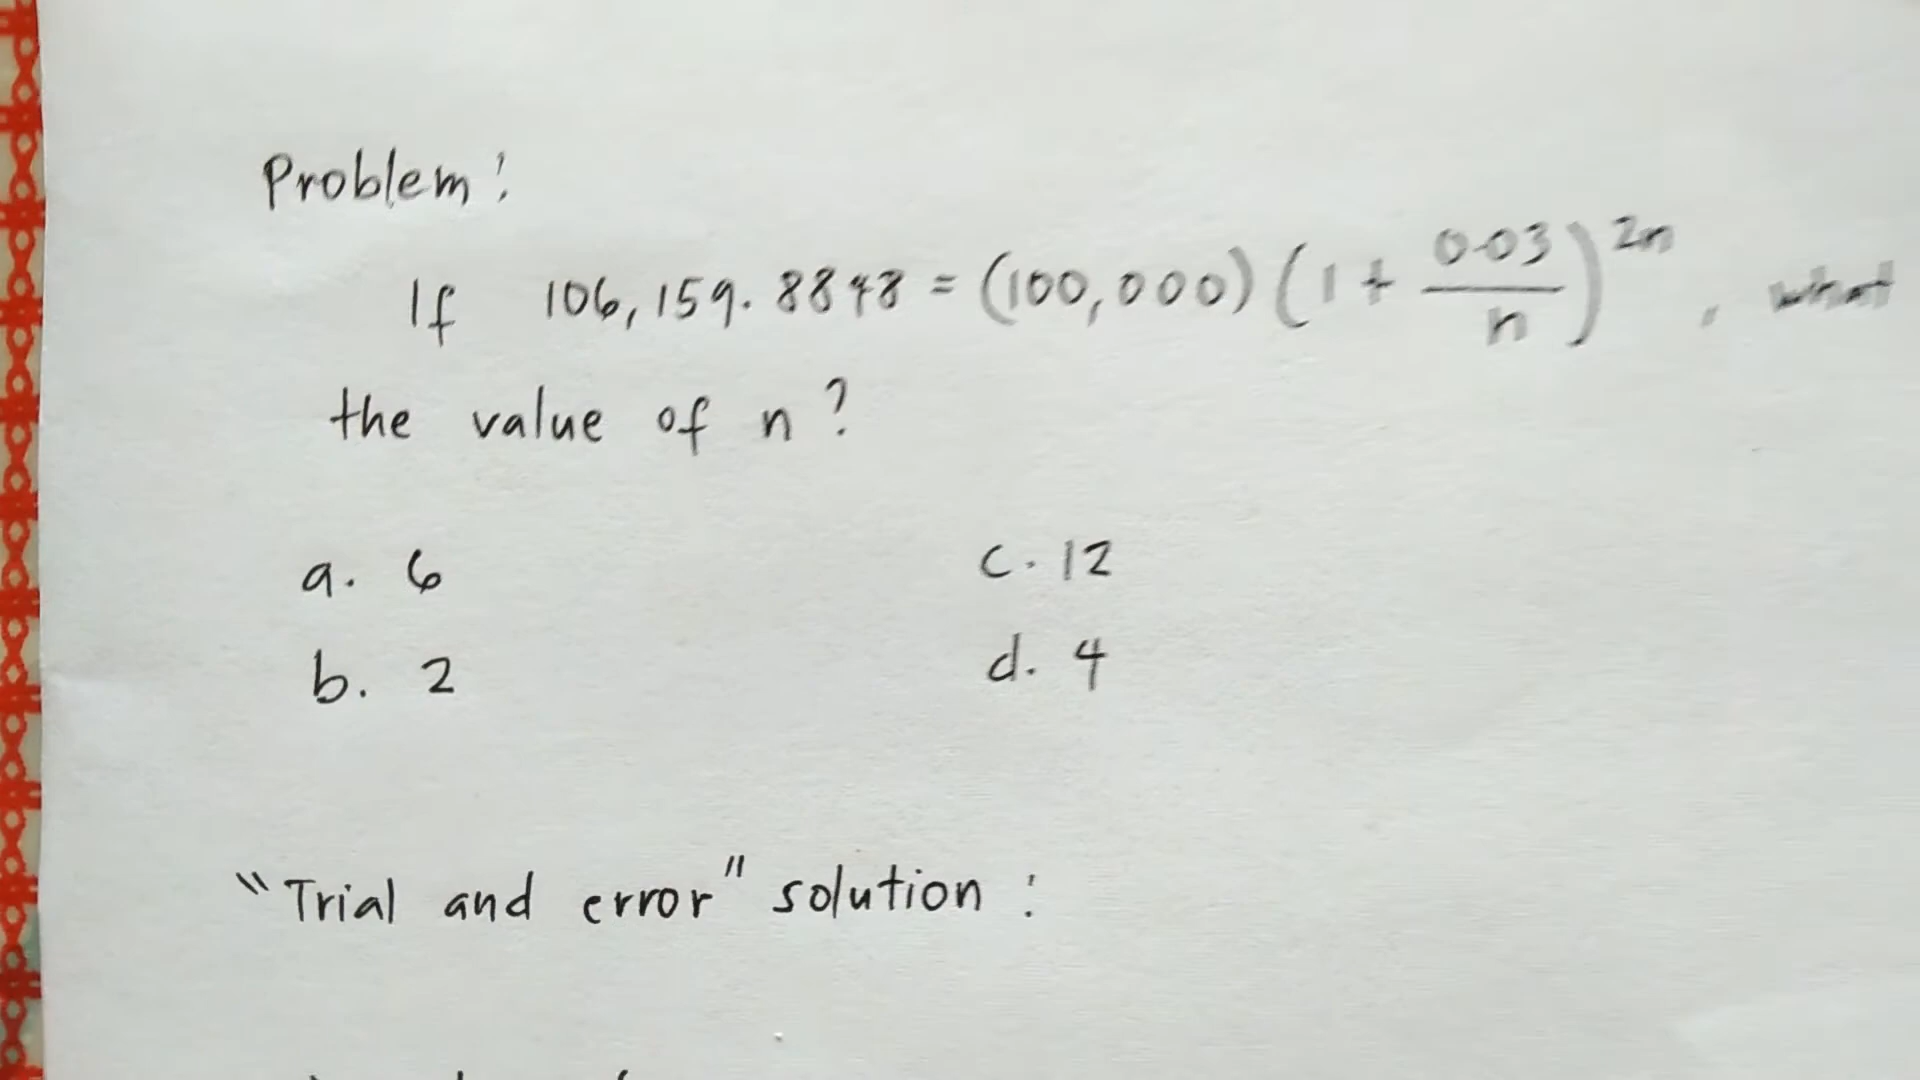 Problem:
If 106,159.8848 = (100,000) (1 + 0.03/n)^2n, what
the value of n?
a. 6
c. 12
b. 2
d. 4
"Trial and error" solution: